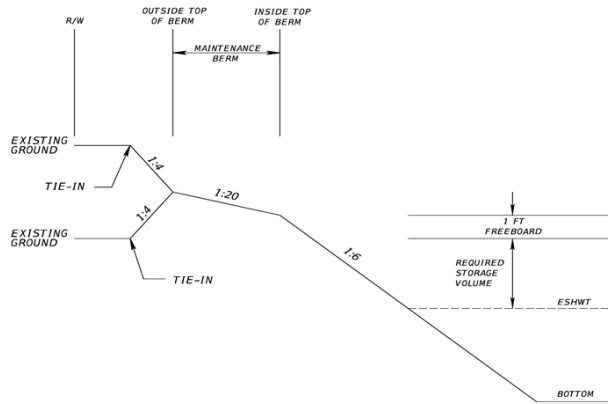 R/W
OUTSIDE TOP
OF BERM
INSIDE TOP
OF BERM
MAINTENANCE
BERM
EXISTING
GROUND
1:4
TIE-IN
1:20
1:4
EXISTING
GROUND
TIE-IN
1:6
1 FT
FREEBOARD
REQUIRED
STORAGE
VOLUME
ESHWT
BOTTOM